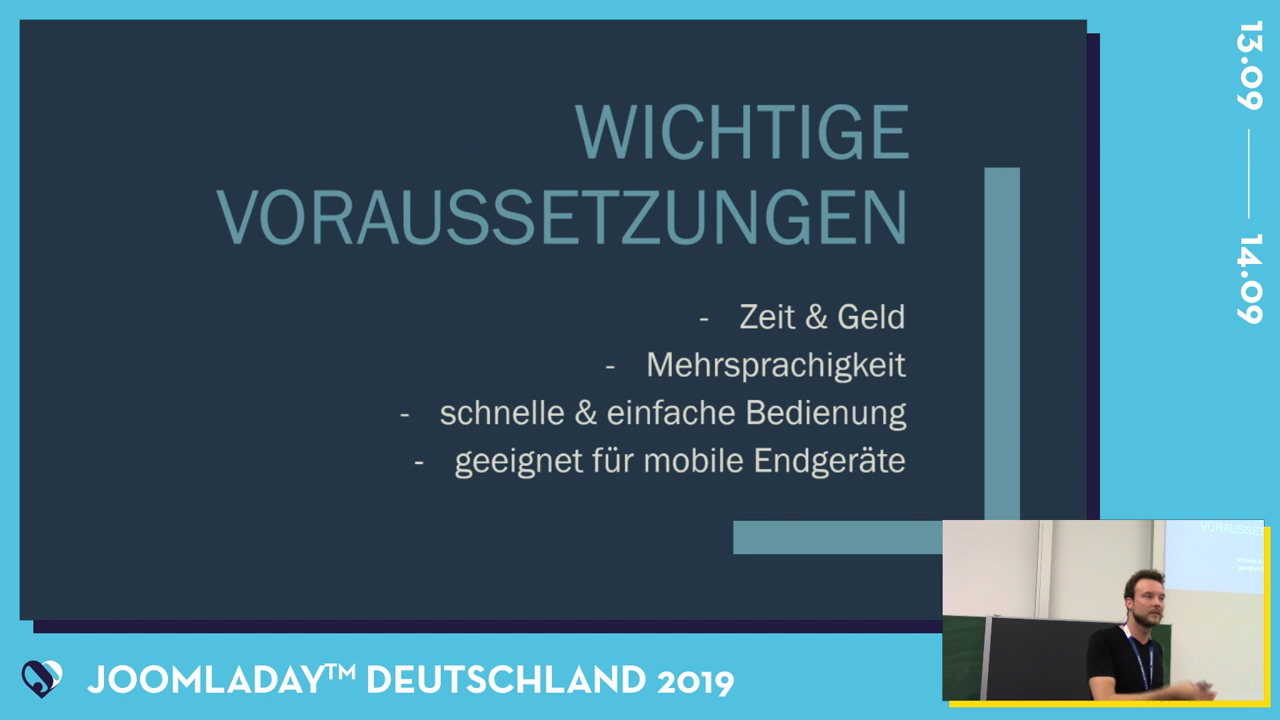 WICHTIGE
VORAUSSETZUNGEN
- Zeit & Geld
- Mehrsprachigkeit
- schnelle & einfache Bedienung
- geeignet für mobile Endgeräte
13.09
14.09
JOOMLADAY™ DEUTSCHLAND 2019